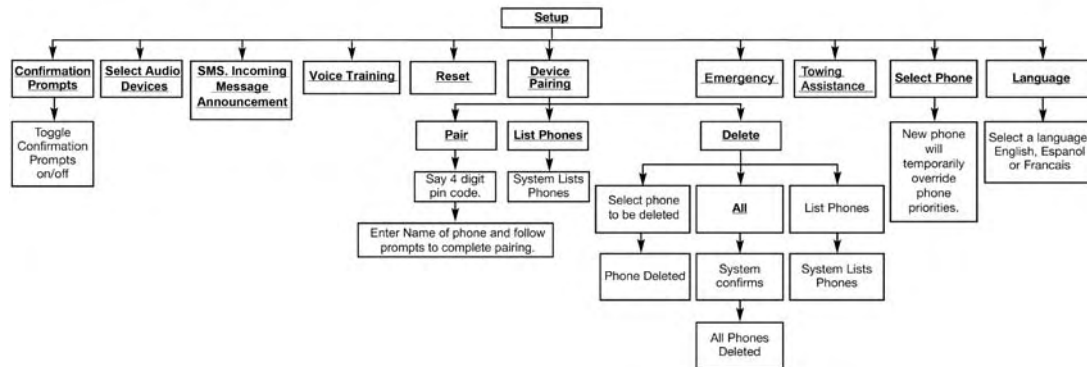 Setup
Confirmation
Prompts
Select Audio
Devices
SMS. Incoming
Message
Announcement
Voice Training
Reset
Device
Pairing
Emergency
Towing
Assistance
Select Phone
Language
Toggle
Confirmation
Prompts
on/off
Pair
List Phones
Delete
New phone
will
temporarily
override
phone
priorities.
Select a language
English, Espanol
or Francais
Say 4 digit
pin code.
System Lists
Phones
Enter Name of phone and follow
prompts to complete pairing.
Select phone
to be deleted
All
List Phones
Phone Deleted
System
confirms
System Lists
Phones
All Phones
Deleted